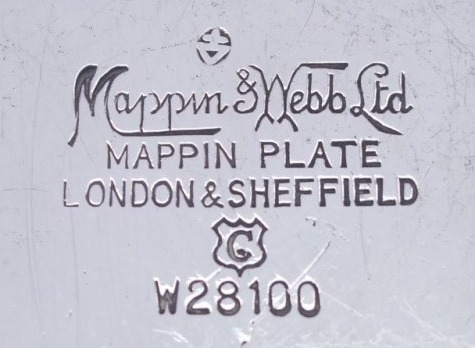 Mappin & Webb Ltd
MAPPIN PLATE
LONDON & SHEFFIELD
G
W28100